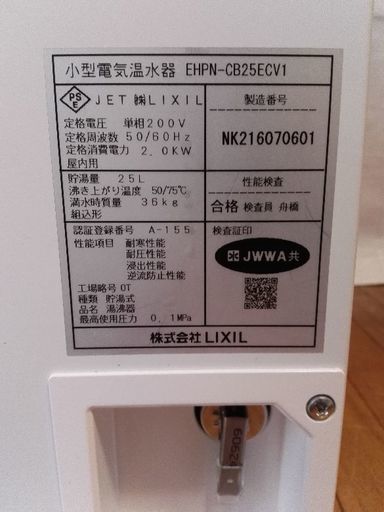 小型電気温水器 EHPN-CB25ECV1
PSE
JET ㈱LIXIL
定格電圧 単相200V
定格周波数 50/60Hz
定格消費電力 2.0KW
屋内用
製造番号
NK216070601
貯湯量 25L
沸き上がり温度 50/75℃
満水時質量 36kg
組込形
性能検査
合格 検査員 舟橋
認証登録番号 A-155
性能項目 耐寒性能
耐圧性能
浸出性能
逆流防止性能
検査証印
JWWA共
工場略号 OT
種類 貯湯式
品名 湯沸器
最高使用圧力 0.1MPa
株式会社LIXIL